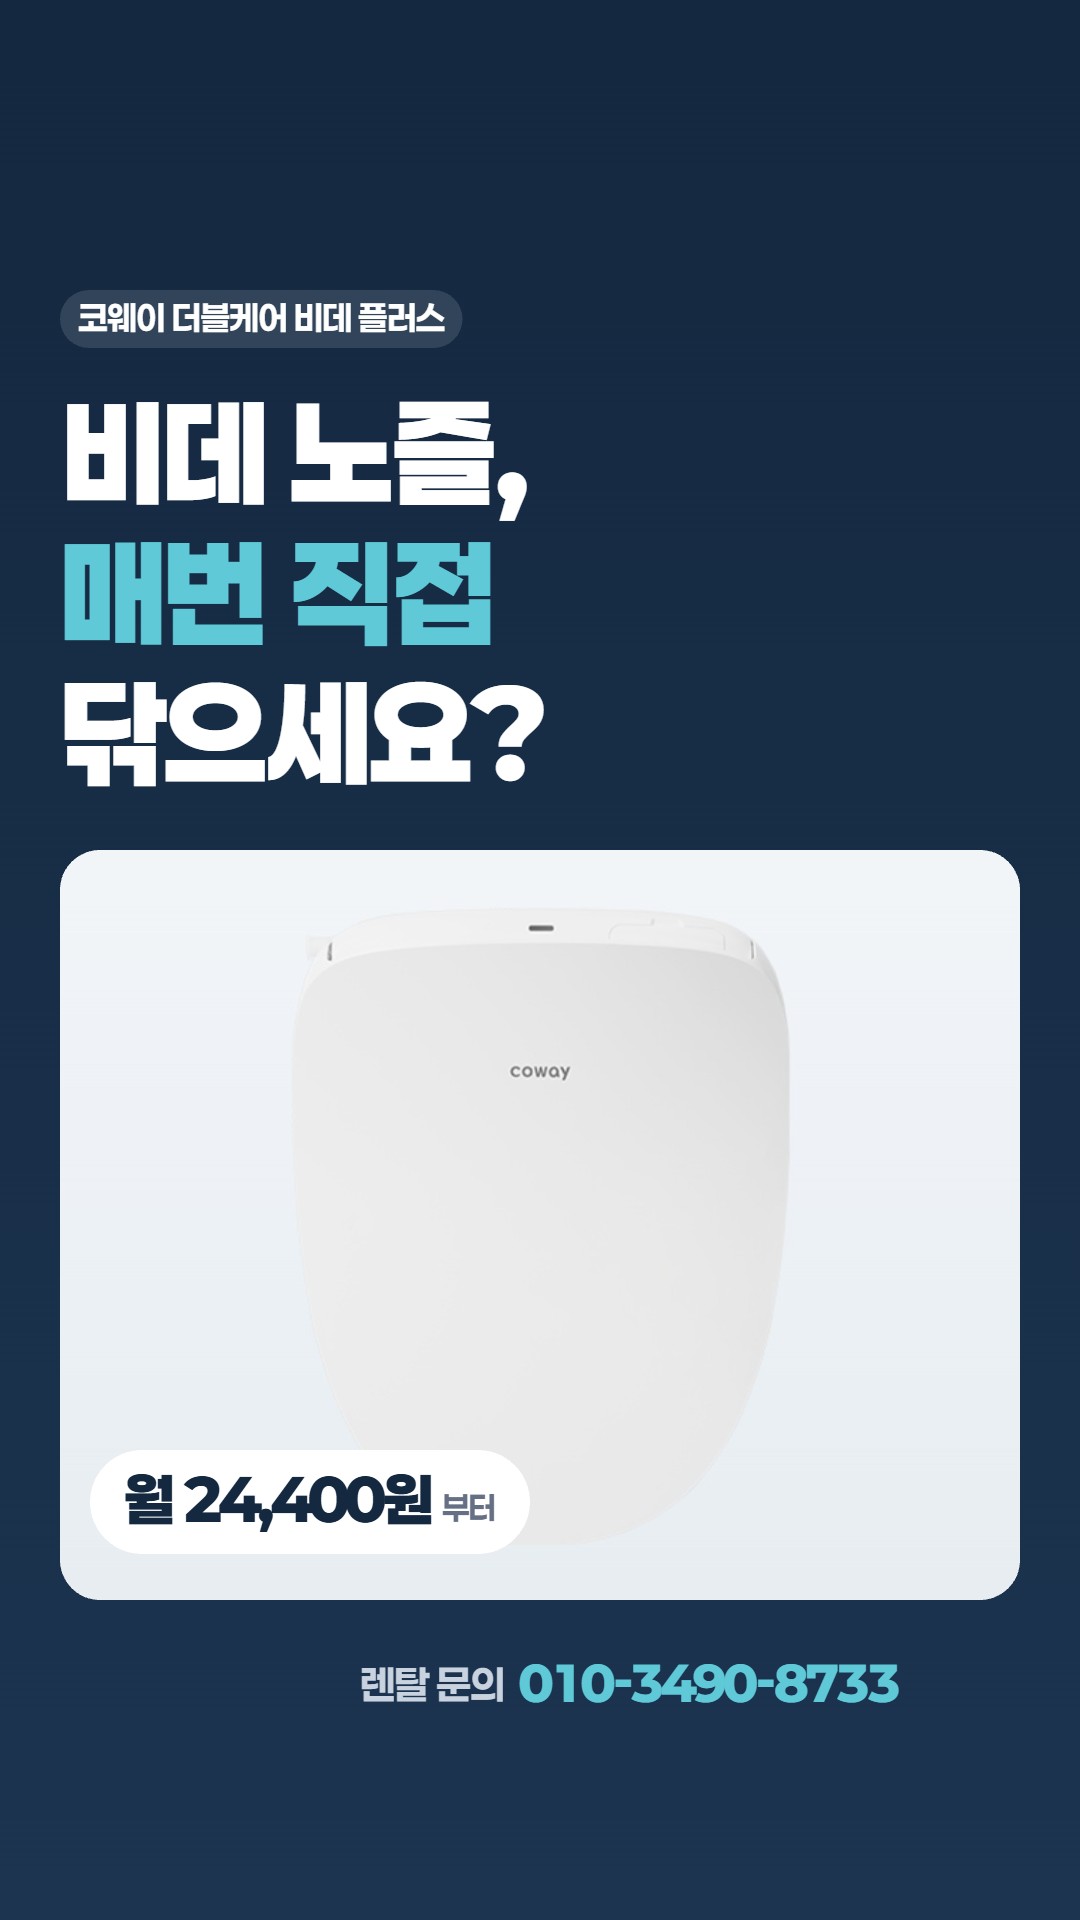 코웨이 더블케어 비데 플러스
비데 노즐,
매번 직접
닦으세요?
coway
월 24,400원 부터
렌탈 문의 010-3490-8733